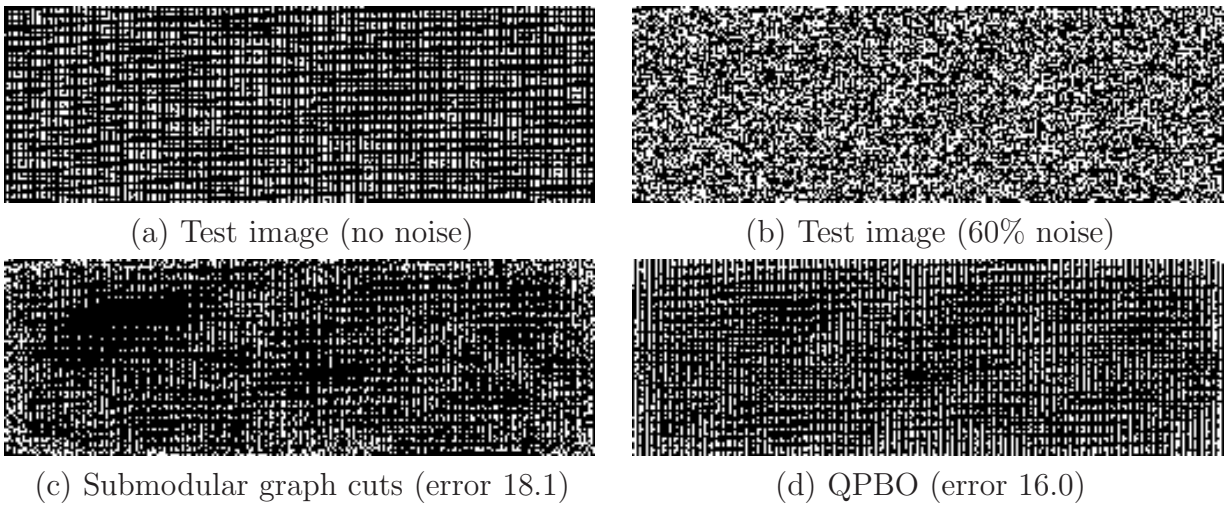 (a) Test image (no noise)
(b) Test image (60% noise)
(c) Submodular graph cuts (error 18.1)
(d) QPBO (error 16.0)